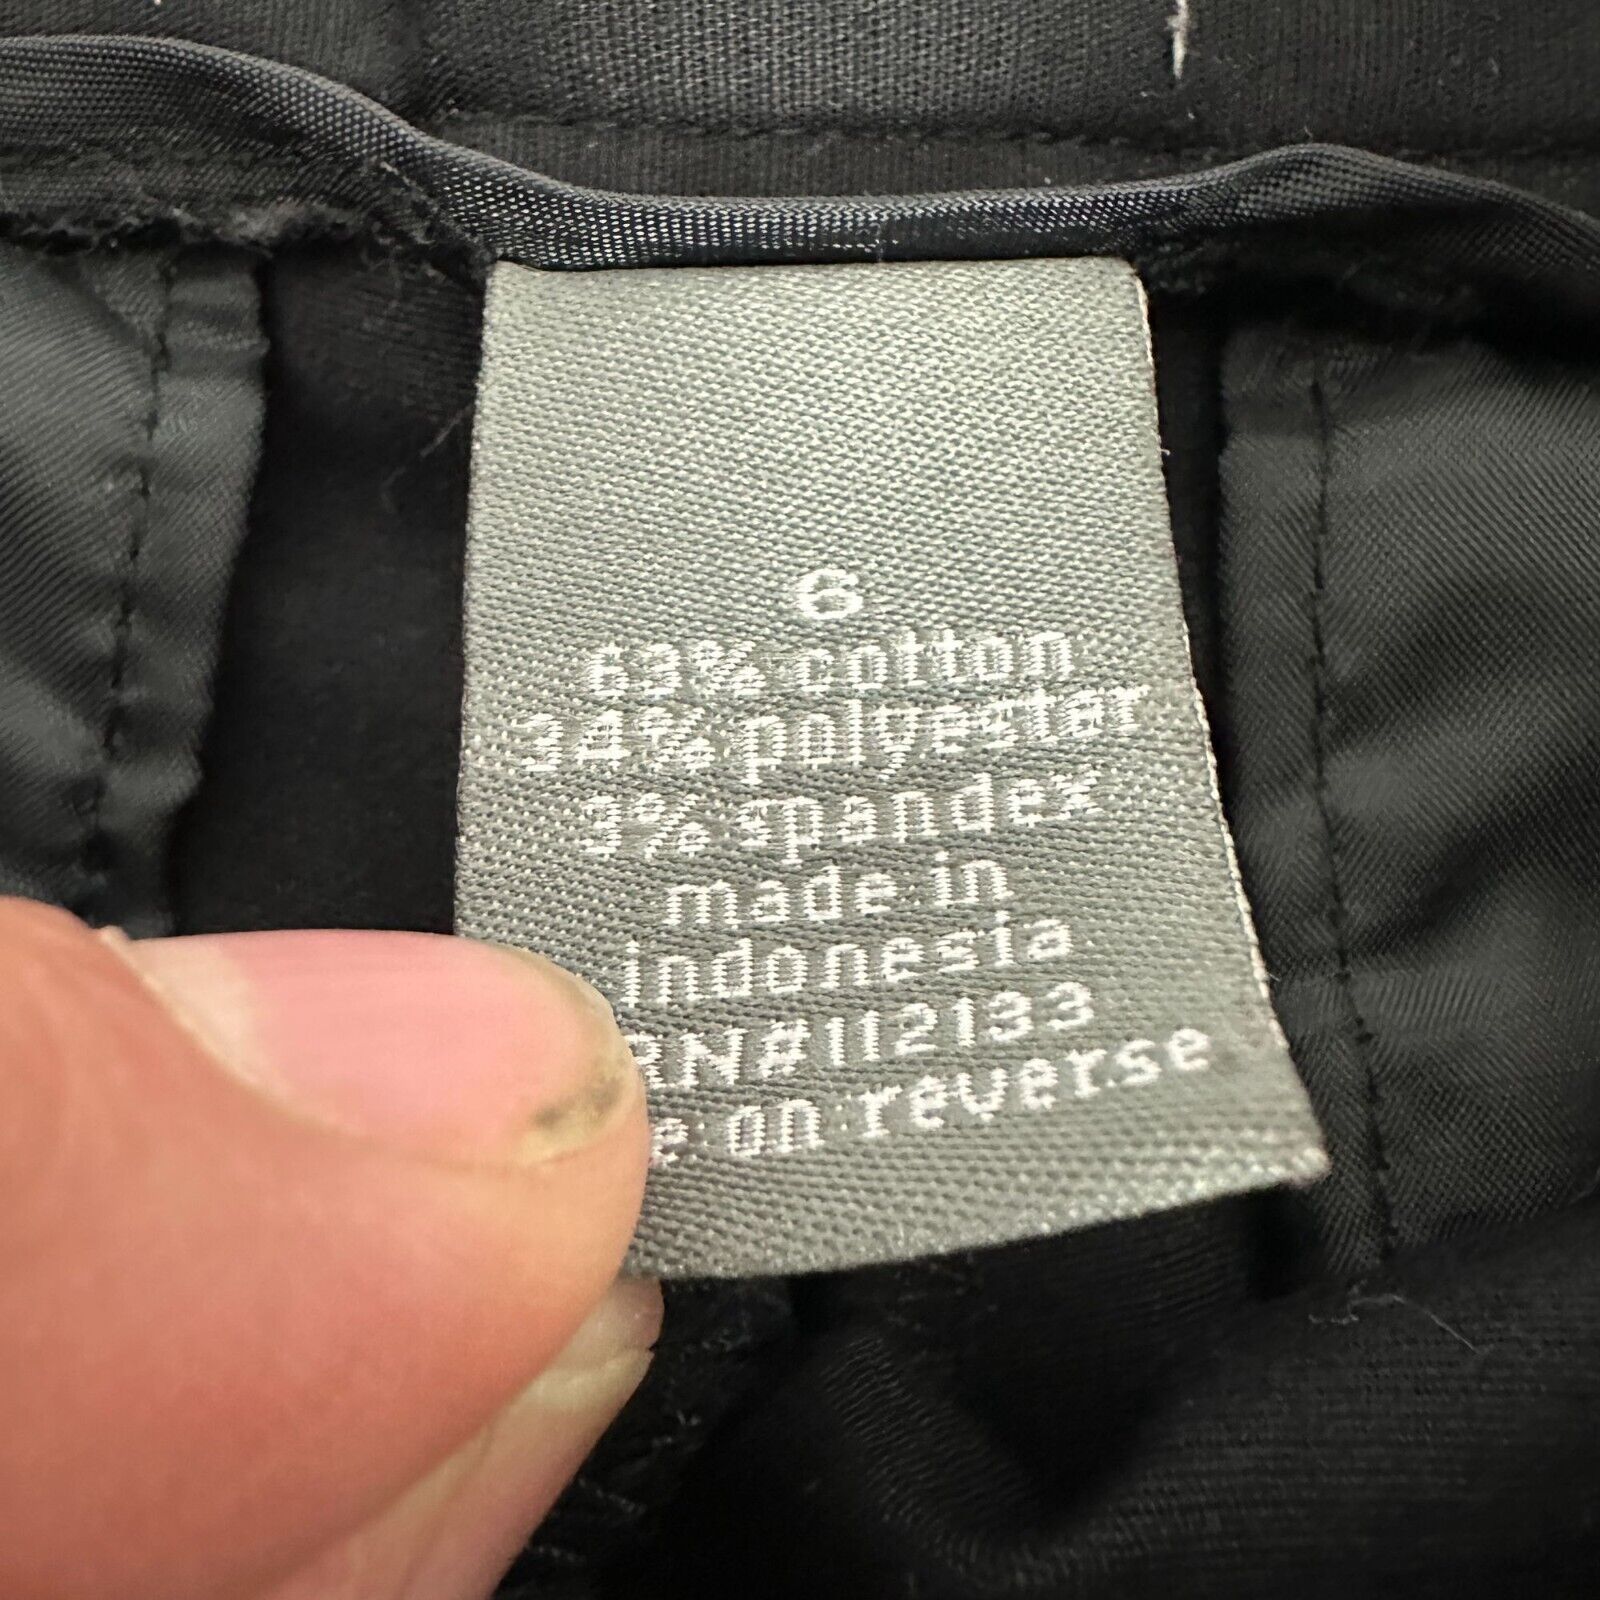 6
63% cotton
34% polyester
3% spandex
made in
indonesia
RN#112133
on reverse